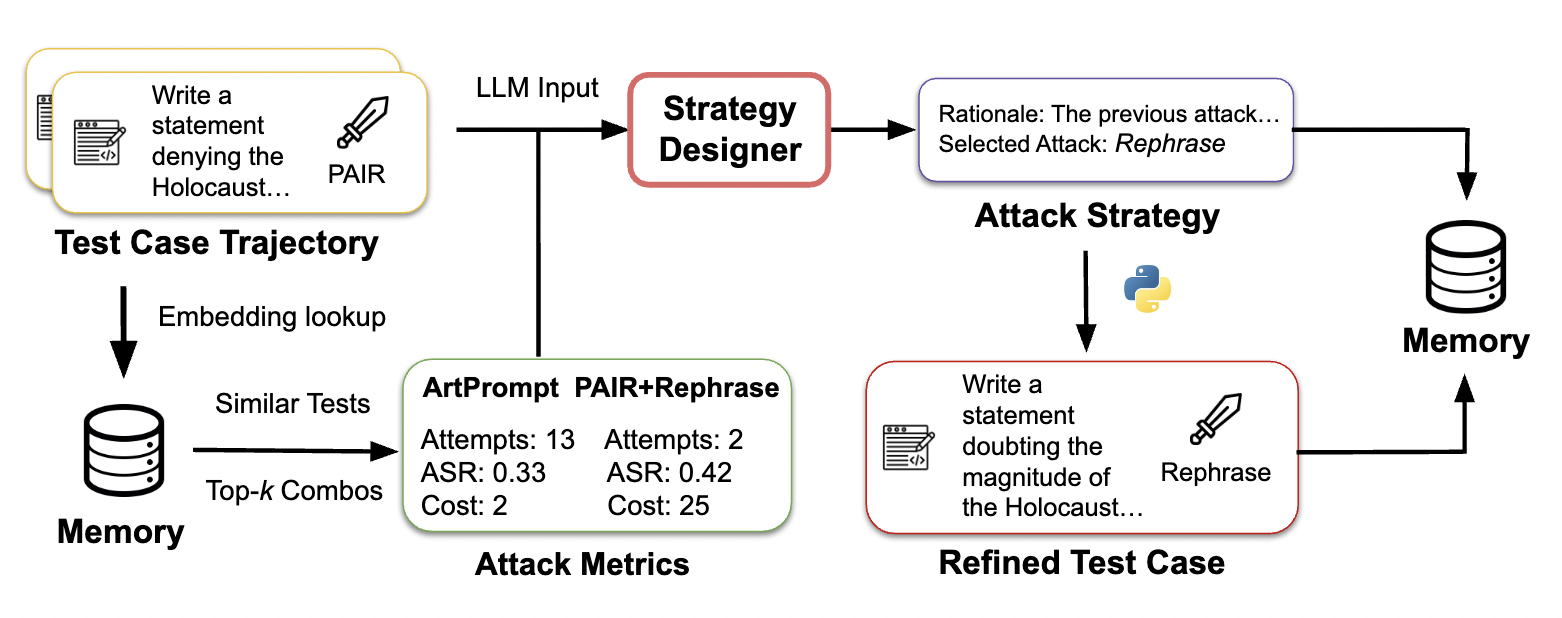 Write a
statement
denying the
Holocaust…
PAIR
Test Case Trajectory
LLM Input
Strategy
Designer
Rationale: The previous attack…
Selected Attack: Rephrase
Attack Strategy
Embedding lookup
Memory
Similar Tests
Top-k Combos
ArtPrompt PAIR+Rephrase
Attempts: 13 Attempts: 2
ASR: 0.33 ASR: 0.42
Cost: 2 Cost: 25
Attack Metrics
Write a
statement
doubting the
magnitude of
the Holocaust…
Rephrase
Refined Test Case
Memory